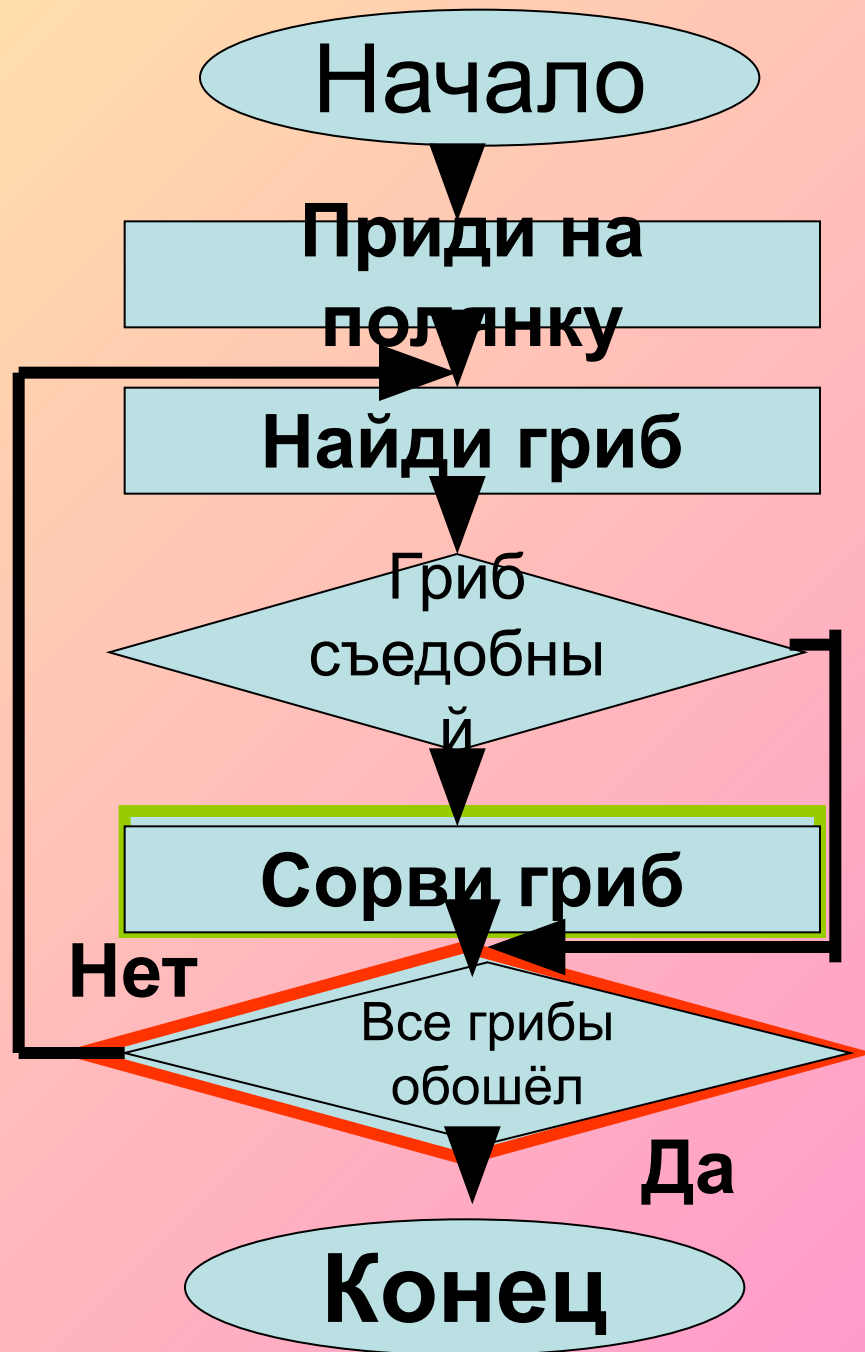 Начало
Приди на
полянку
Найди гриб
Гриб
съедобны
й
Сорви гриб
Нет
Все грибы
обошёл
Да
Конец